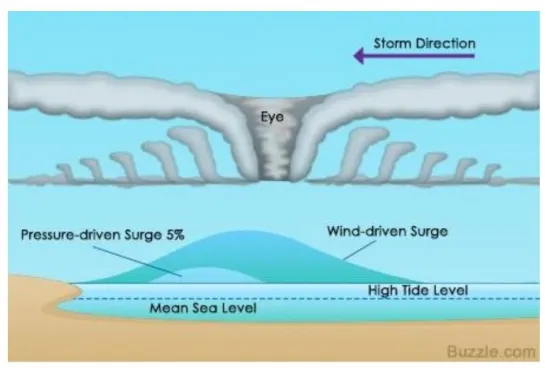 Storm Direction
Eye
Pressure-driven Surge 5%
Wind-driven Surge
High Tide Level
Mean Sea Level
Buzzle.com